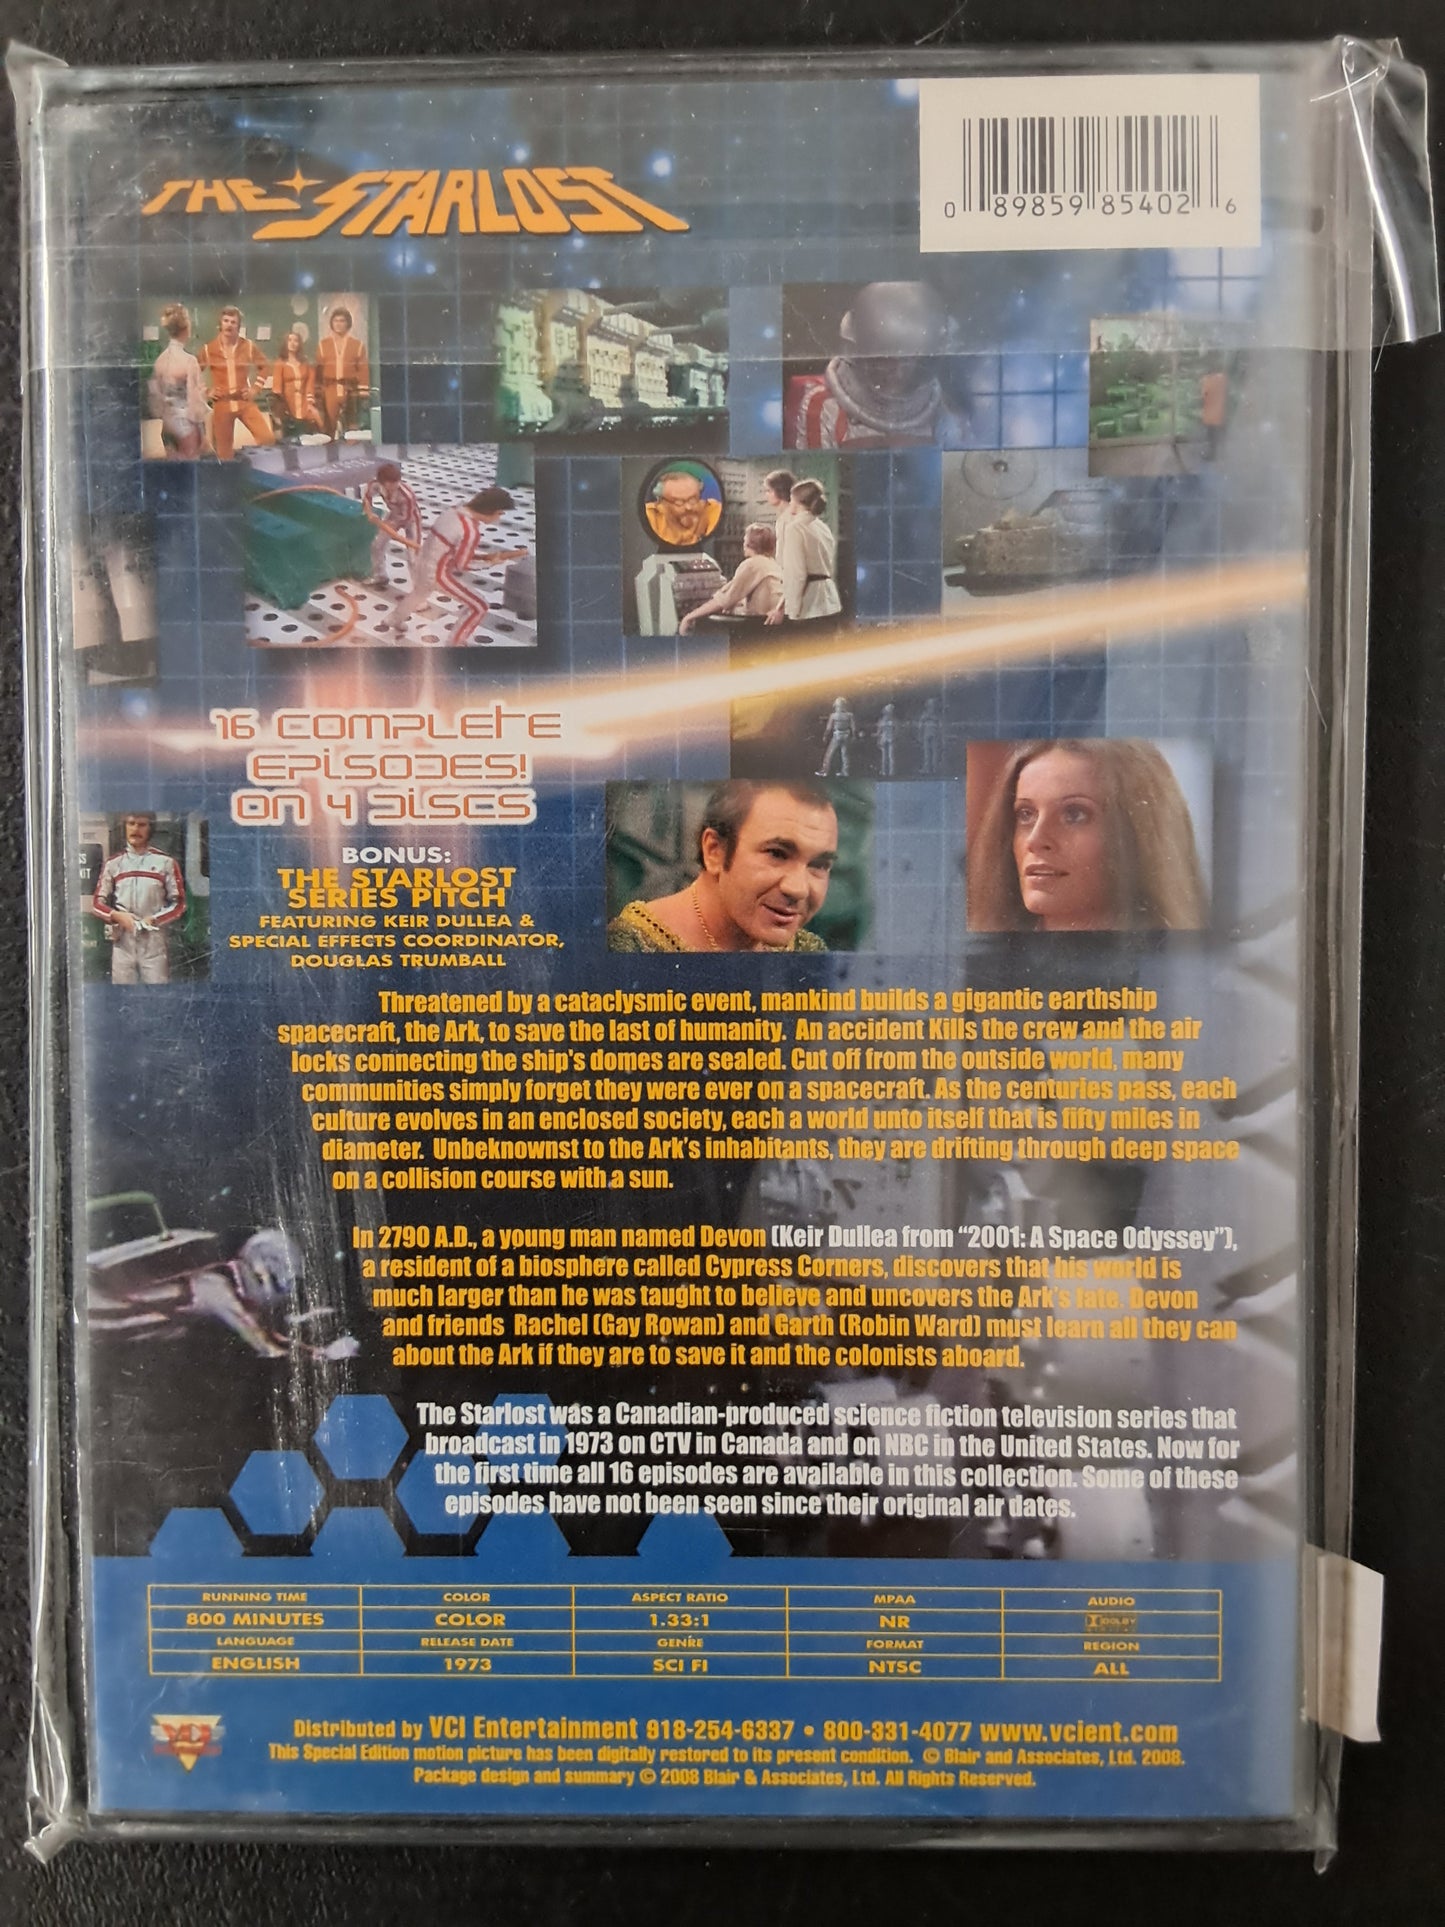 THE STARLOST
0 89859 85402 6
16 COMPLETE
EPISODES!
ON 4 DISCS
BONUS:
THE STARLOST
SERIES PITCH
FEATURING KEIR DULLEA &
SPECIAL EFFECTS COORDINATOR,
DOUGLAS TRUMBALL
Threatened by a cataclysmic event, mankind builds a gigantic earthship
spacecraft, the Ark, to save the last of humanity. An accident Kills the crew and the air
locks connecting the ship's domes are sealed. Cut off from the outside world, many
communities simply forget they were ever on a spacecraft. As the centuries pass, each
culture evolves in an enclosed society, each a world unto itself that is fifty miles in
diameter. Unbeknownst to the Ark's inhabitants, they are drifting through deep space
on a collision course with a sun.
In 2790 A.D., a young man named Devon (Keir Dullea from "2001: A Space Odyssey"),
a resident of a biosphere called Cypress Corners, discovers that his world is
much larger than he was taught to believe and uncovers the Ark's fate. Devon
and friends Rachel (Gay Rowan) and Garth (Robin Ward) must learn all they can
about the Ark if they are to save it and the colonists aboard.
The Starlost was a Canadian-produced science fiction television series that
broadcast in 1973 on CTV in Canada and on NBC in the United States. Now for
the first time all 16 episodes are available in this collection. Some of these
episodes have not been seen since their original air dates.
RUNNING TIME COLOR ASPECT RATIO MPAA AUDIO
800 MINUTES COLOR 1.33:1 NR DOLBY
LANGUAGE RELEASE DATE GENRE FORMAT REGION
ENGLISH 1973 SCI FI NTSC ALL
VCI
Distributed by VCI Entertainment 918-254-6337 • 800-331-4077 www.vcient.com
This Special Edition motion picture has been digitally restored to its present condition. © Blair and Associates, Ltd. 2008.
Package design and summary © 2008 Blair & Associates, Ltd. All Rights Reserved.